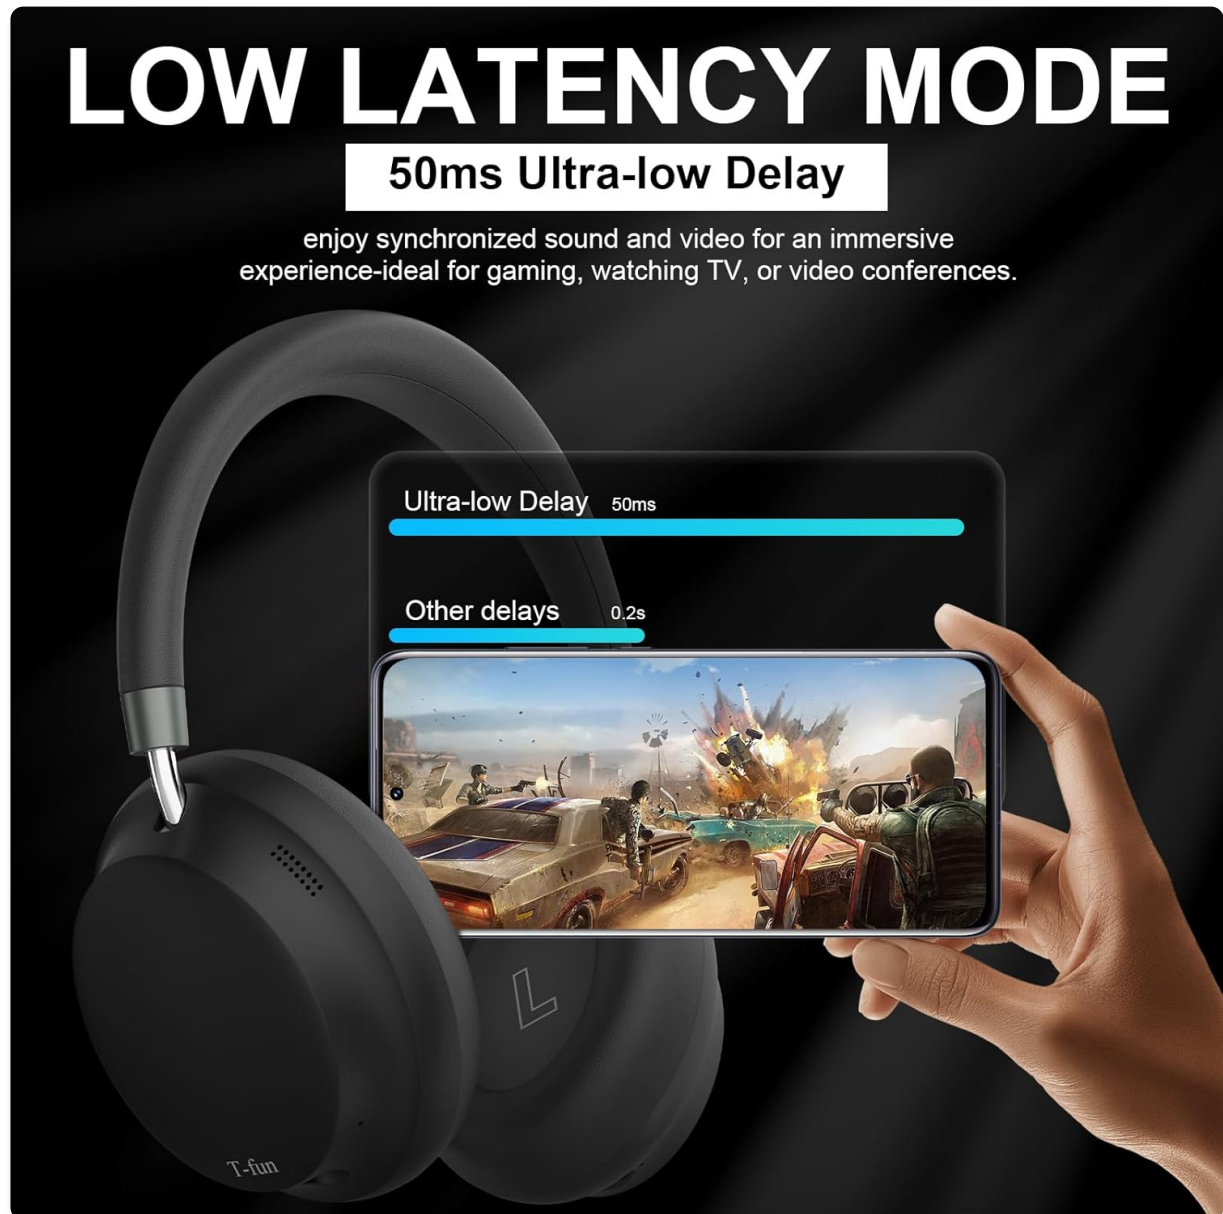 LOW LATENCY MODE
50ms Ultra-low Delay
enjoy synchronized sound and video for an immersive
experience-ideal for gaming, watching TV, or video conferences.
Ultra-low Delay 50ms
Other delays 0.2s
L
T-fun